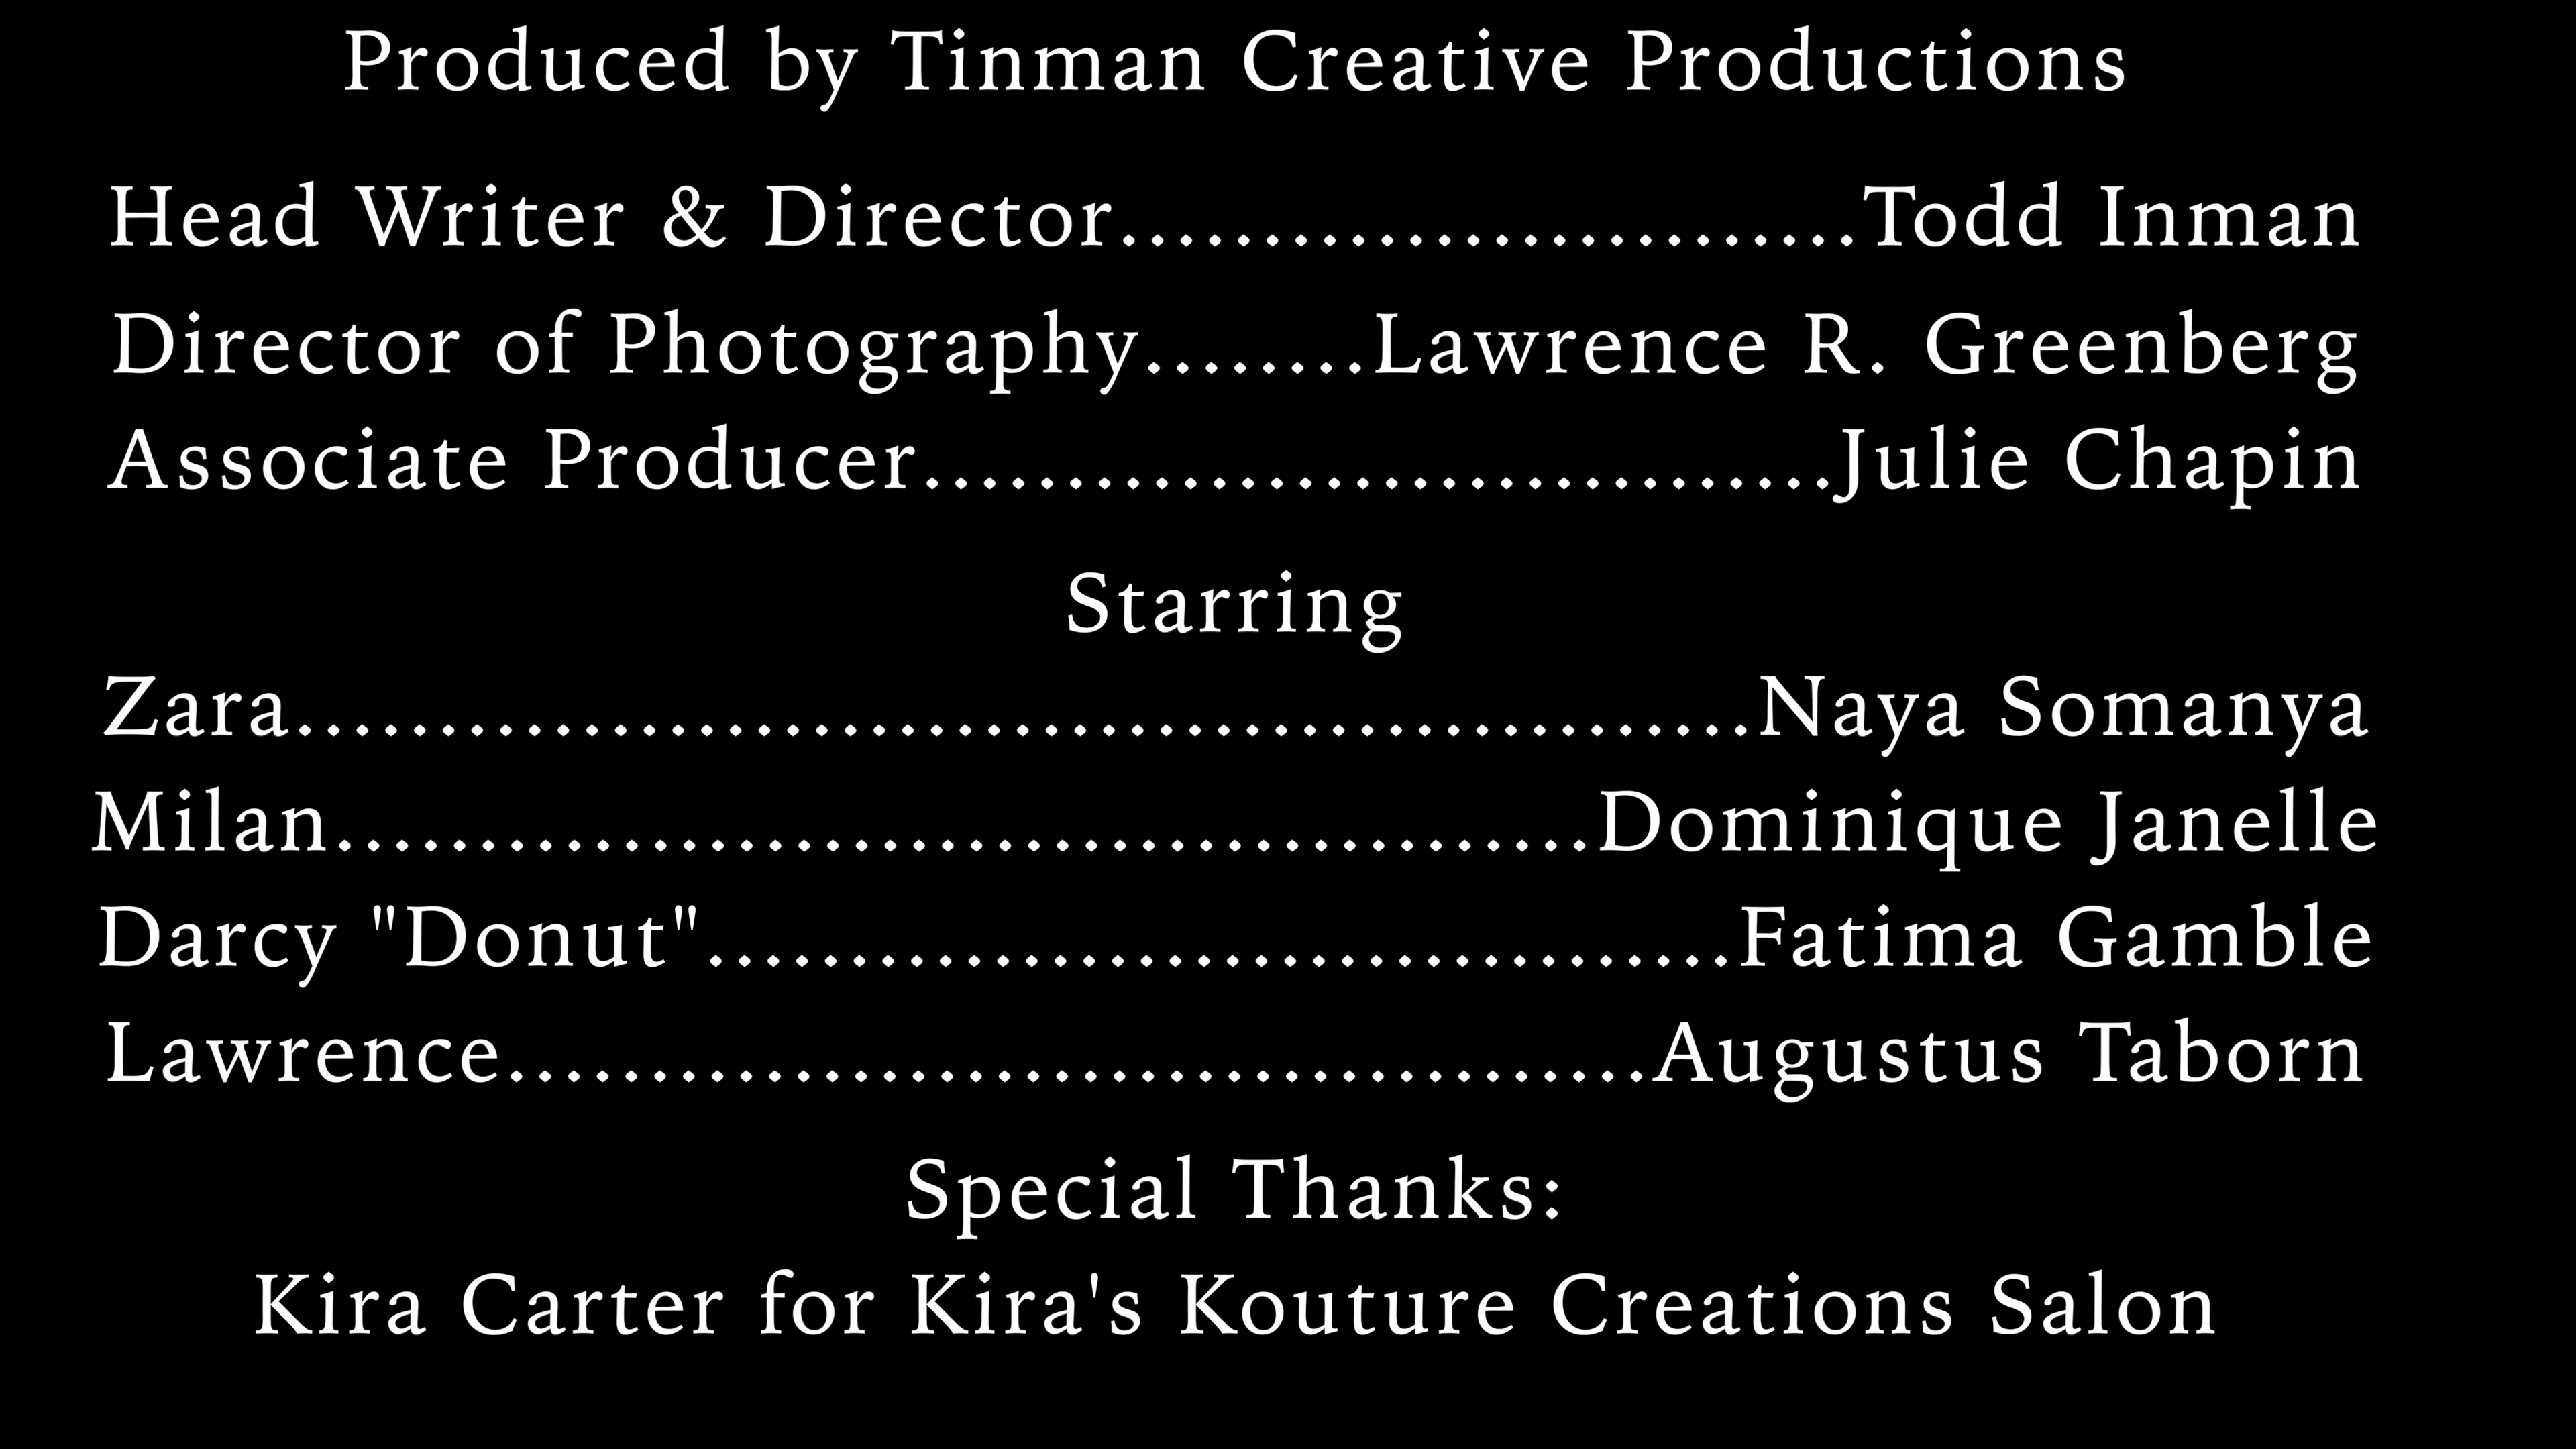 Produced by Tinman Creative Productions
Head Writer & Director..........................Todd Inman
Director of Photography........Lawrence R. Greenberg
Associate Producer................................Julie Chapin
Starring
Zara...................................................Naya Somanya
Milan............................................Dominique Janelle
Darcy "Donut"....................................Fatima Gamble
Lawrence........................................Augustus Taborn
Special Thanks:
Kira Carter for Kira's Kouture Creations Salon